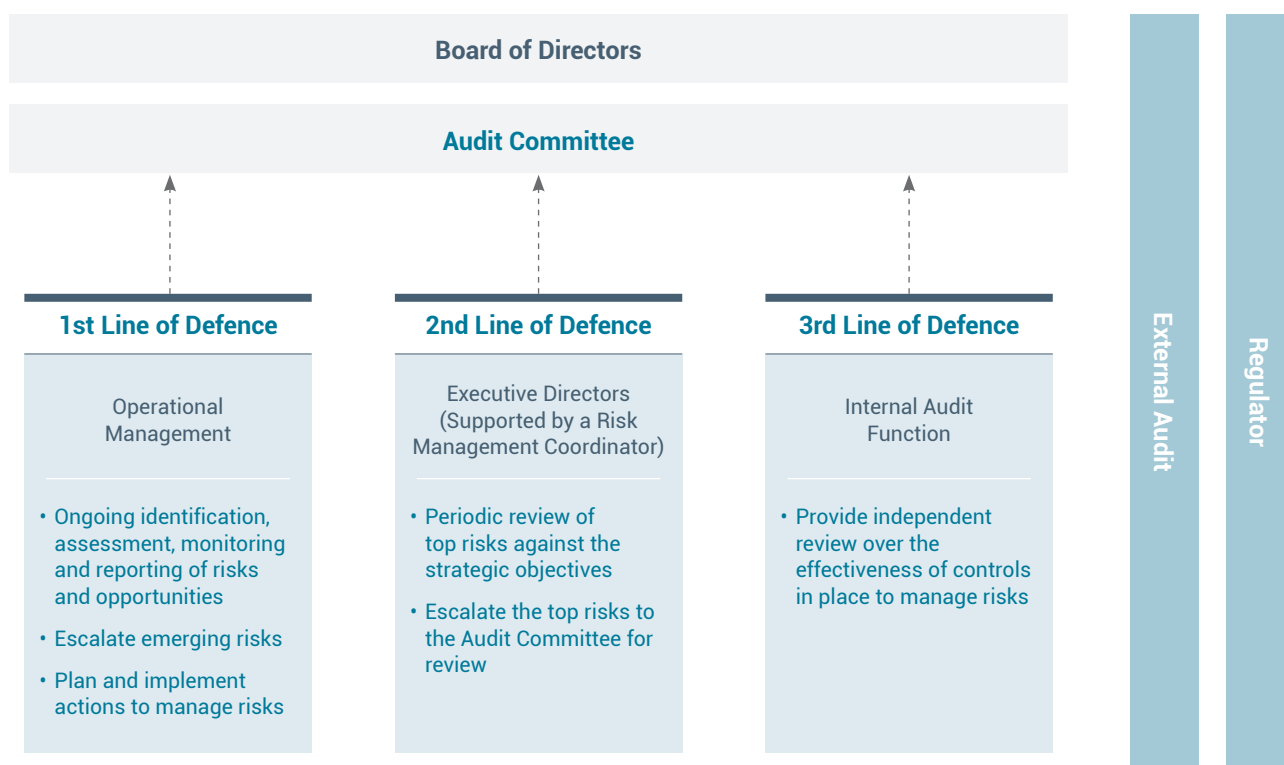 Board of Directors
Audit Committee
1st Line of Defence
Operational
Management
• Ongoing identification,
assessment, monitoring
and reporting of risks
and opportunities
• Escalate emerging risks
• Plan and implement
actions to manage risks
2nd Line of Defence
Executive Directors
(Supported by a Risk
Management Coordinator)
• Periodic review of
top risks against the
strategic objectives
• Escalate the top risks to
the Audit Committee for
review
3rd Line of Defence
Internal Audit
Function
• Provide independent
review over the
effectiveness of controls
in place to manage risks
External Audit
Regulator